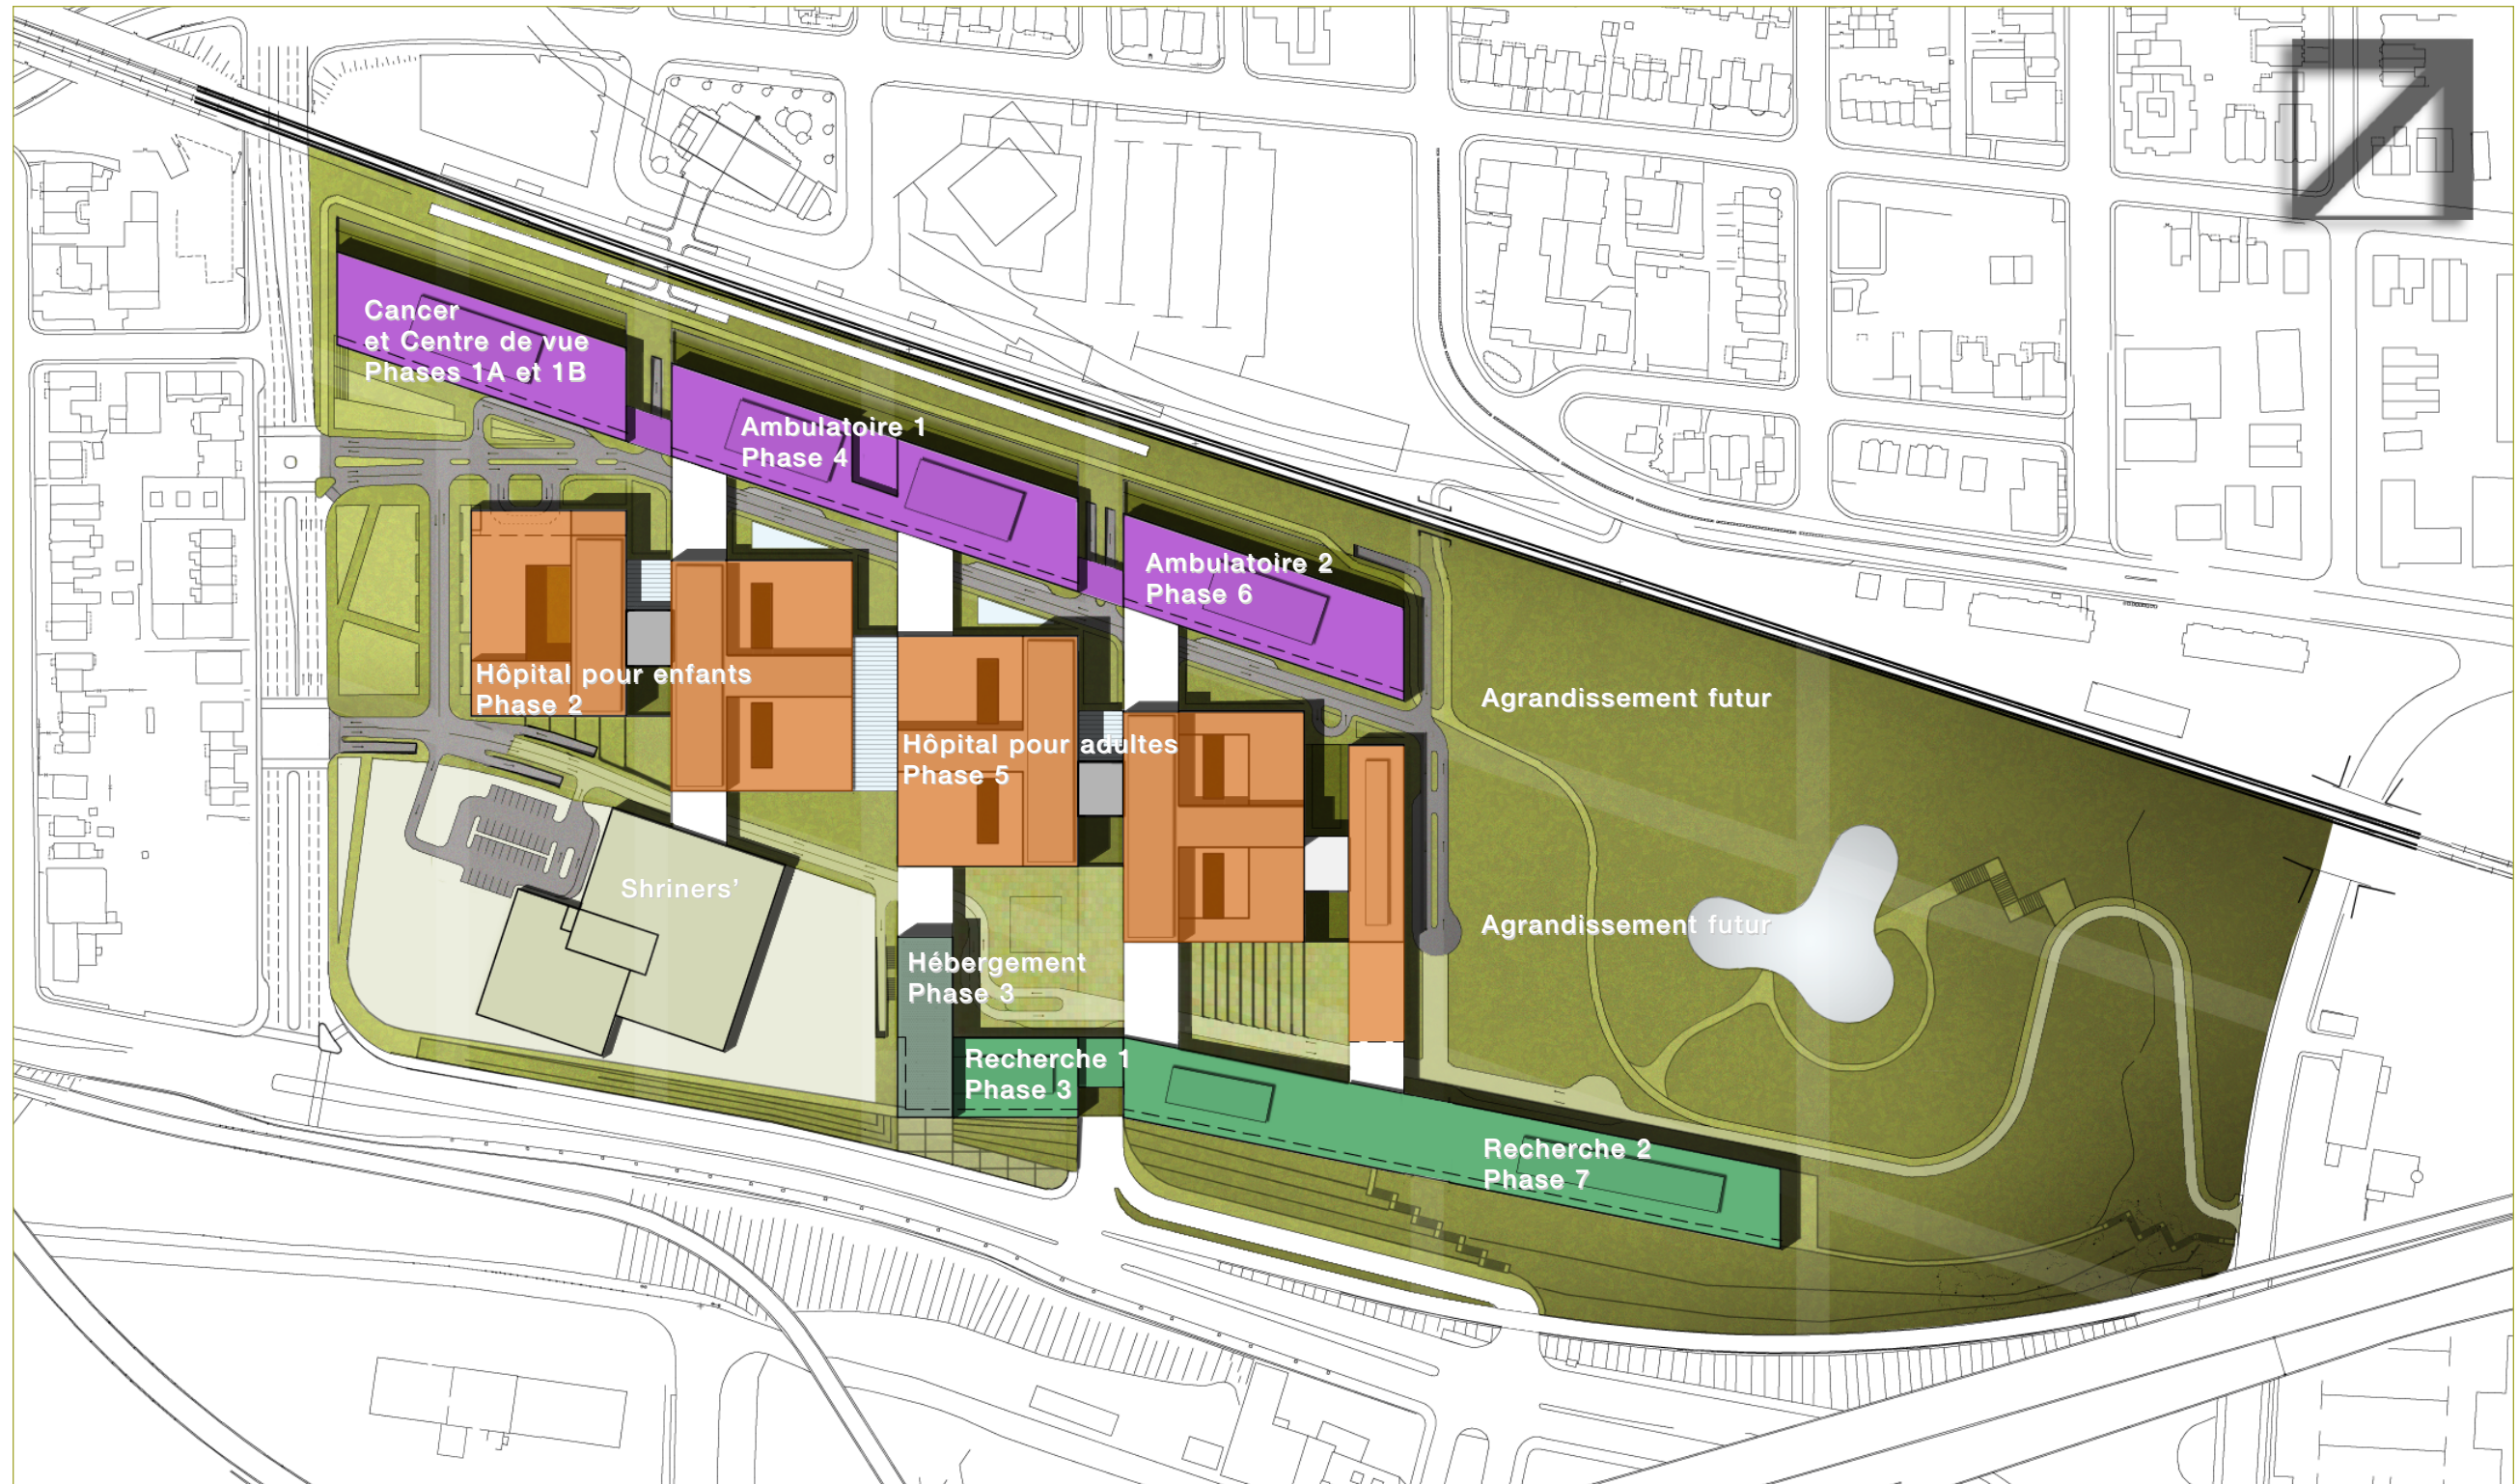 Cancer
et Centre de vue
Phases 1A et 1B
Ambulatoire 1
Phase 4
Ambulatoire 2
Phase 6
Hôpital pour enfants
Phase 2
Agrandissement futur
Hôpital pour adultes
Phase 5
Shriners’
Agrandissement futur
Hébergement
Phase 3
Recherche 1
Phase 3
Recherche 2
Phase 7